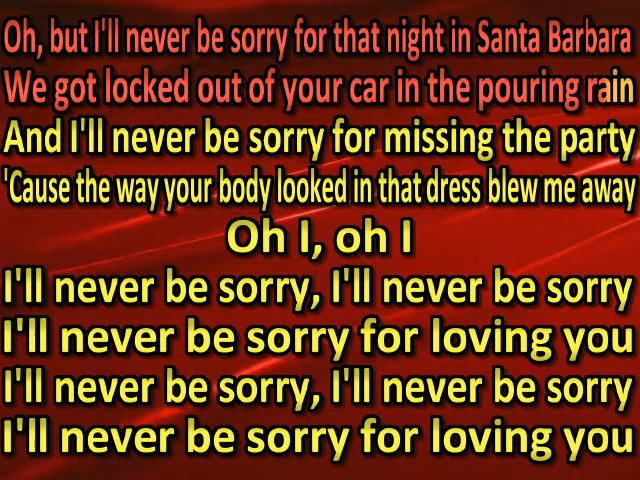 Oh, but I'll never be sorry for that night in Santa Barbara
We got locked out of your car in the pouring rain
And I'll never be sorry for missing the party
'Cause the way your body looked in that dress blew me away
Oh I, oh I
I'll never be sorry, I'll never be sorry
I'll never be sorry for loving you
I'll never be sorry, I'll never be sorry
I'll never be sorry for loving you